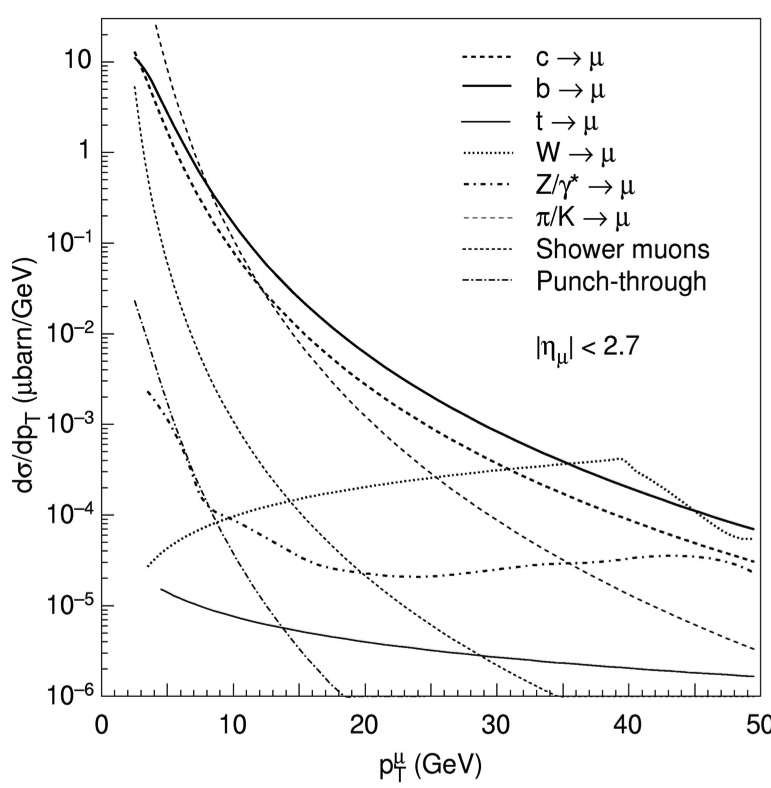 dσ/dp_T (μbarn/GeV)
10
1
10⁻¹
10⁻²
10⁻³
10⁻⁴
10⁻⁵
10⁻⁶
c → μ
b → μ
t → μ
W → μ
Z/γ* → μ
π/K → μ
Shower muons
Punch-through
|η_μ| < 2.7
0 10 20 30 40 50
p_T^μ (GeV)